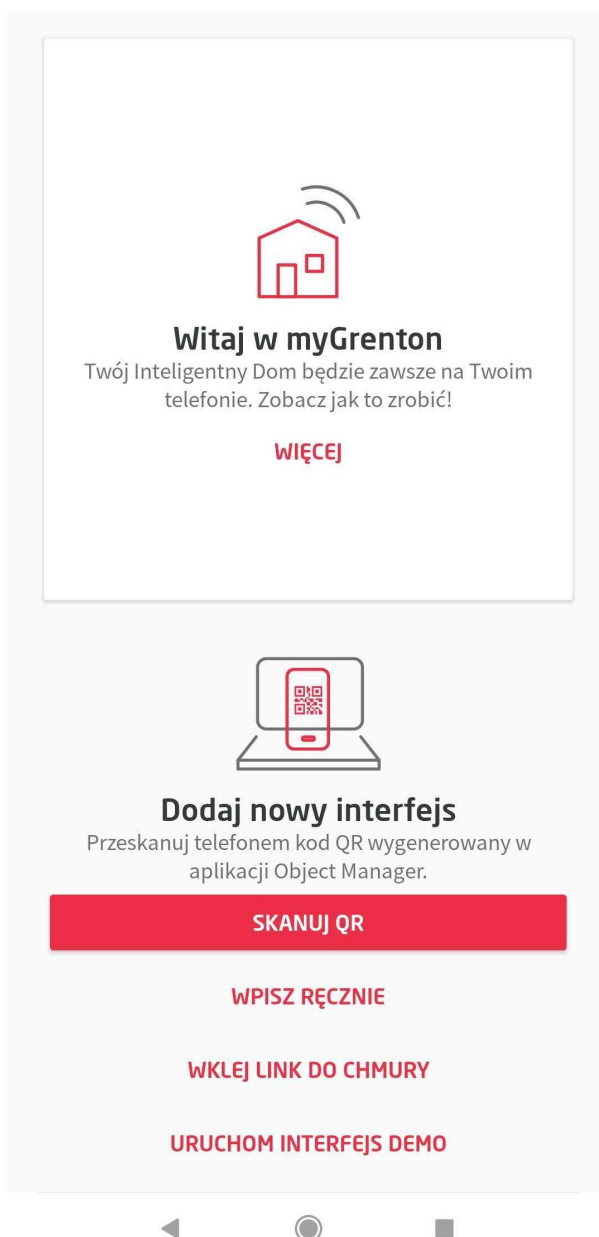 Witaj w myGrenton
Twój Inteligentny Dom będzie zawsze na Twoim
telefonie. Zobacz jak to zrobić!
WIĘCEJ
Dodaj nowy interfejs
Przeskanuj telefonem kod QR wygenerowany w
aplikacji Object Manager.
SKANUJ QR
WPISZ RĘCZNIE
WKLEJ LINK DO CHMURY
URUCHOM INTERFEJS DEMO